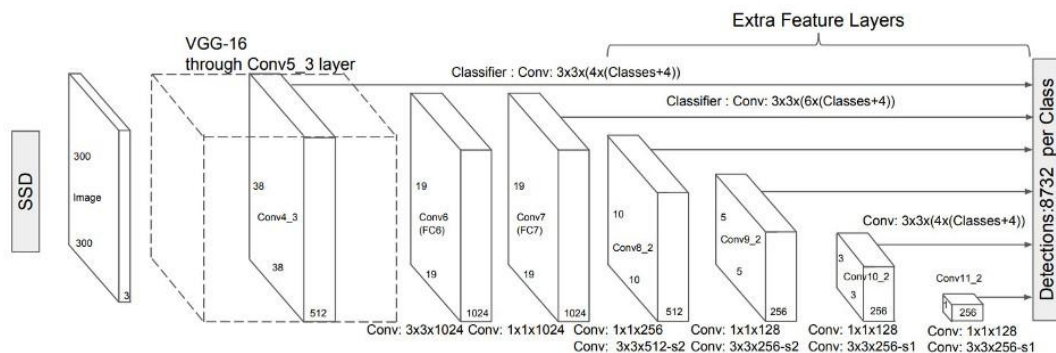 Extra Feature Layers
VGG-16
through Conv5_3 layer
Classifier : Conv: 3x3x(4x(Classes+4))
Classifier : Conv: 3x3x(6x(Classes+4))
SSD
300
Image
300
3
38
Conv4_3
38
512
19
Conv6
(FC6)
19
1024
19
Conv7
(FC7)
19
1024
10
Conv8_2
10
512
5
Conv9_2
5
256
Conv: 3x3x(4x(Classes+4))
3
Conv10_2
3
256
Conv11_2
1
256
Detections:8732 per Class
Conv: 3x3x1024
Conv: 1x1x1024
Conv: 1x1x256
Conv: 3x3x512-s2
Conv: 1x1x128
Conv: 3x3x256-s2
Conv: 1x1x128
Conv: 3x3x256-s1
Conv: 1x1x128
Conv: 3x3x256-s1